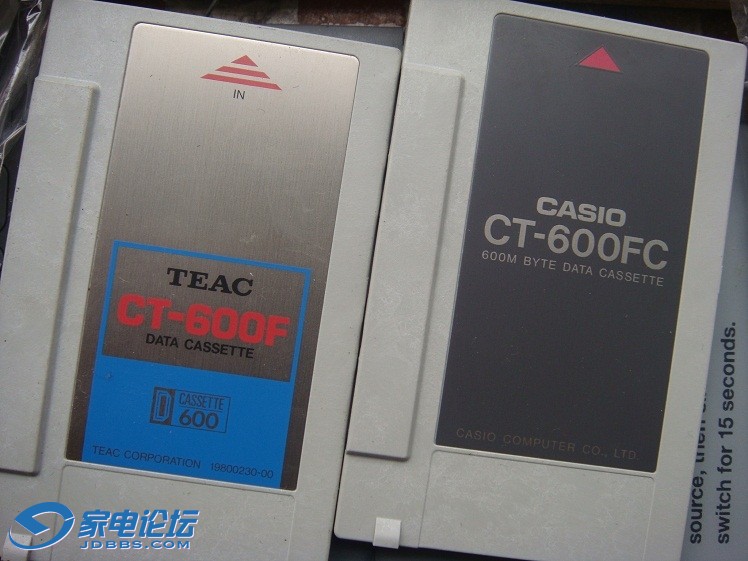 IN
TEAC
CT-600F
DATA CASSETTE
D CASSETTE
600
TEAC CORPORATION 19800230-00
CASIO
CT-600FC
600M BYTE DATA CASSETTE
CASIO COMPUTER CO., LTD.
source, then
switch for 15 seconds.
家电论坛
JDBBS.COM